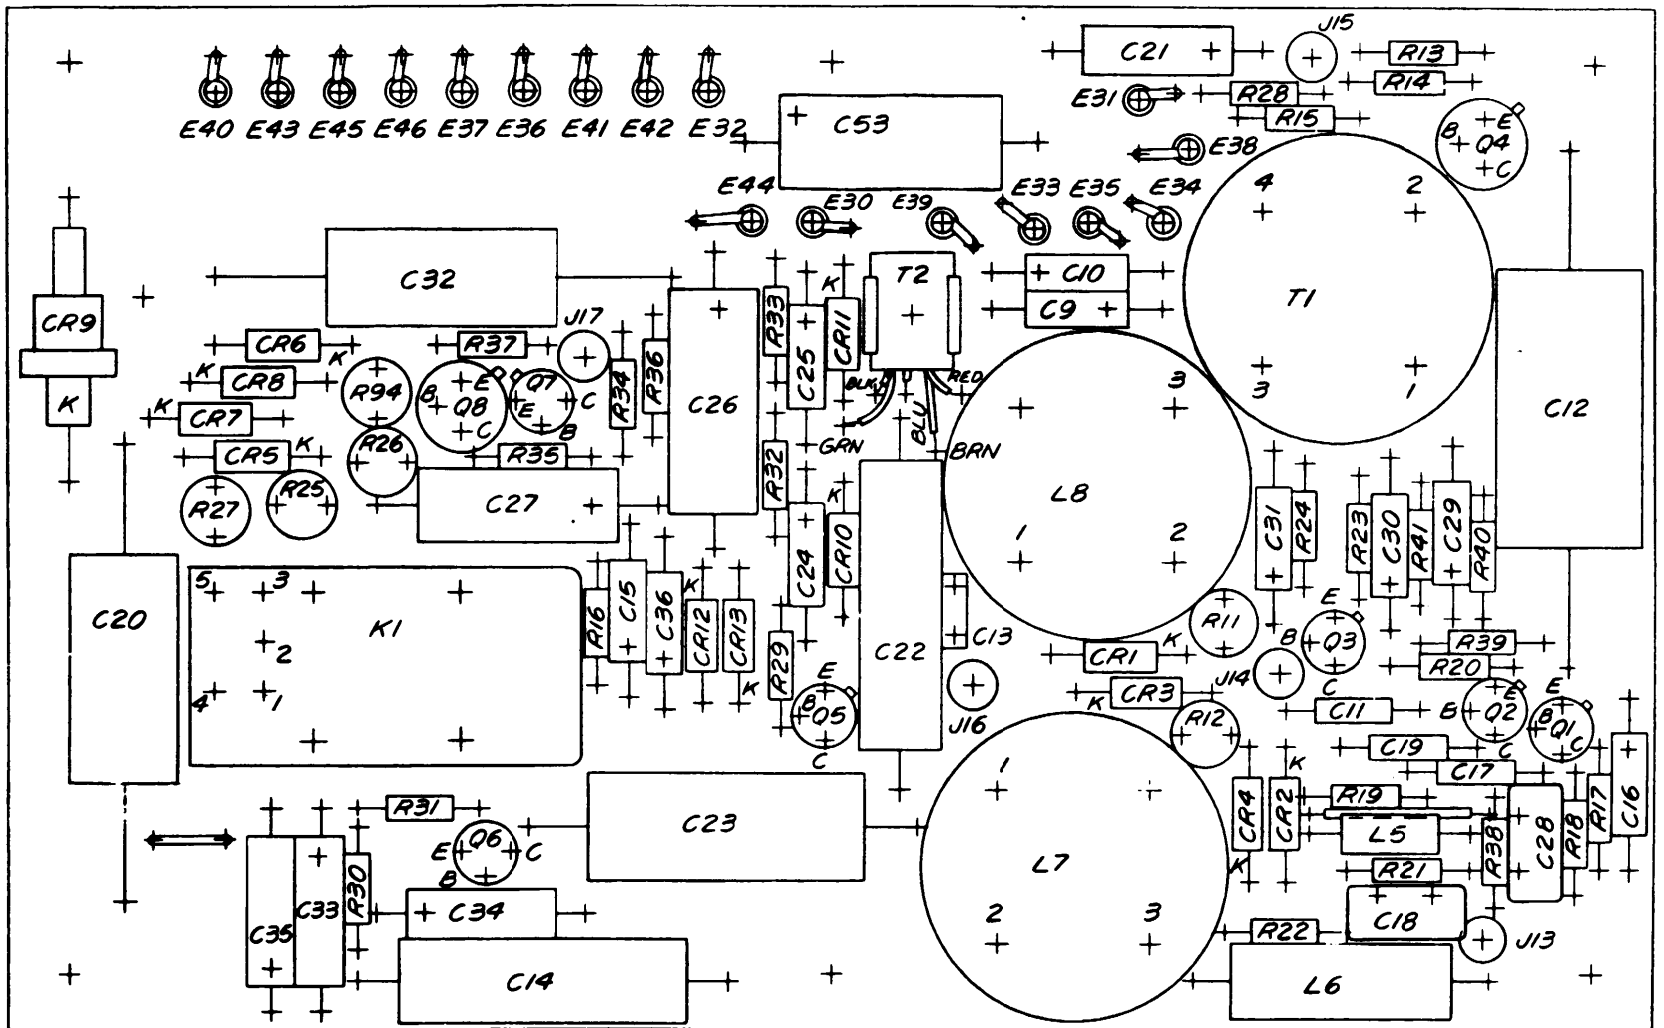 J15
C21
R13
R14
E31
R28
R15
E40 E43 E45 E46 E37 E36 E41 E42 E32
C53
B E Q4 C
E38
E44
E30
E39
E33
E35
E34
4
2
T1
3
1
C32
T2
C10
C9
CR9
K
CR6
K
K
CR8
K
CR7
CR5
K
R37
J17
R94
B E Q8 C
Q7 E C B
R34
R36
C26
R33
C25
K
CR11
BLK
RED
GRN
BLU
BRN
3
C12
R26
R35
R27
R25
C27
R32
L8
1
2
C31
R24
R23
C30
R41
C29
R40
C24
K
CR10
C20
5
3
K1
2
4
1
R16
C15
C36
K
CR12
CR13
K
R29
E
B Q5
C
C22
C13
J16
CR1
K
CR3
K
R11
R12
E
B Q3
C
J14
R39
R20
C11
B E Q2 C
E
B Q1
C
C19
C17
R17
C16
K
CR4
K
CR2
R19
L5
R38
C28
R18
R21
C18
J13
R22
L6
R31
E Q6 C
B
C23
1
L7
2
3
C35
C33
R30
C34
C14